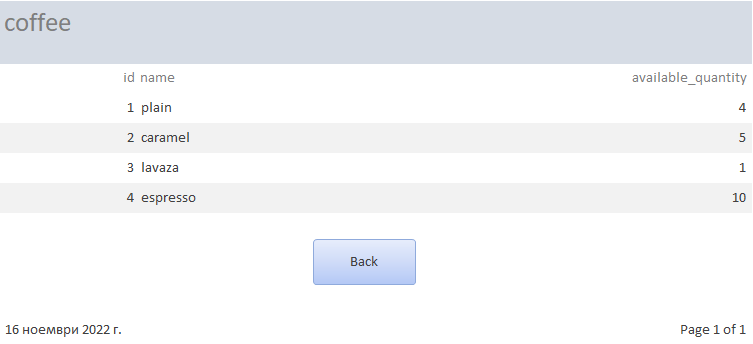 coffee
id name available_quantity
1 plain 4
2 caramel 5
3 lavaza 1
4 espresso 10
Back
16 ноември 2022 г. Page 1 of 1